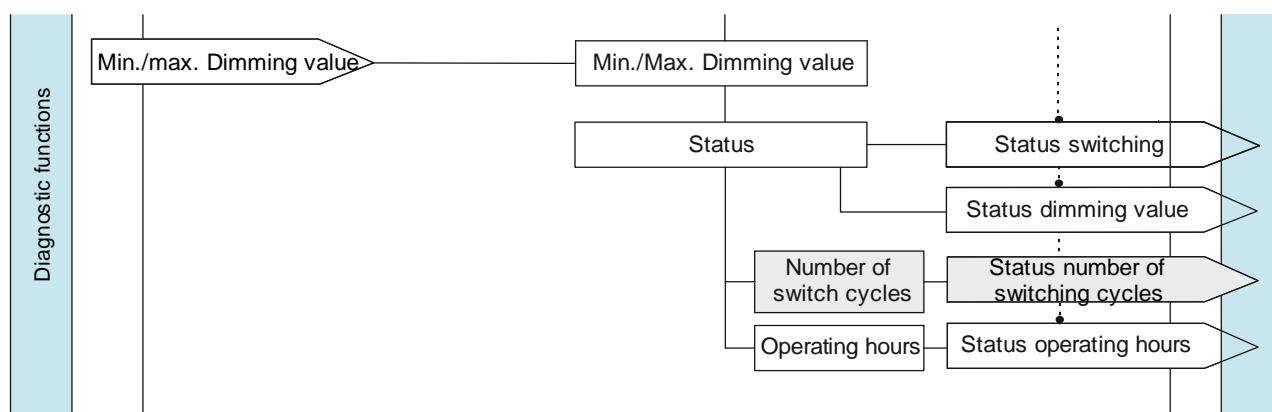 Diagnostic functions
Min./max. Dimming value
Min./Max. Dimming value
Status
Status switching
Status dimming value
Number of
switch cycles
Status number of
switching cycles
Operating hours
Status operating hours